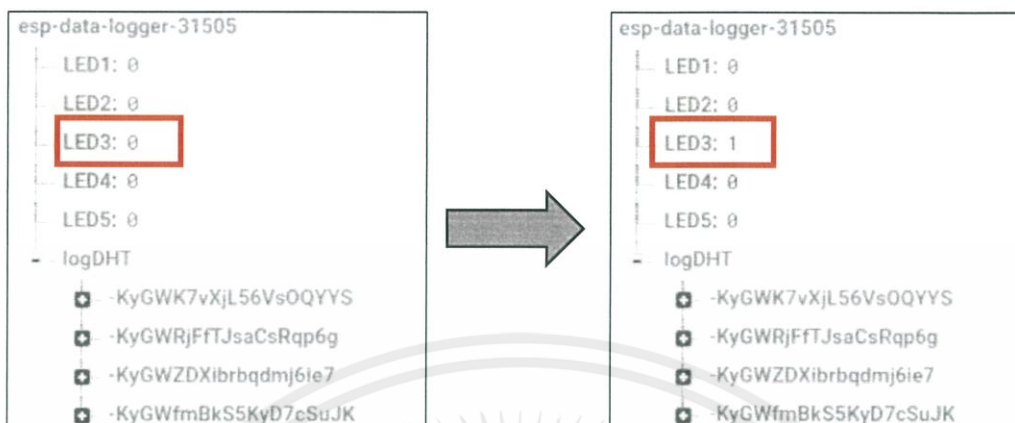 esp-data-logger-31505
LED1: 0
LED2: 0
LED3: 0
LED4: 0
LED5: 0
logDHT
-KyGWK7vXjL56VsOQYYS
-KyGWRjFfTJsaCsRqp6g
-KyGWZDXibrbqdmj6ie7
-KyGWfmBkS5KyD7cSuJK
esp-data-logger-31505
LED1: 0
LED2: 0
LED3: 1
LED4: 0
LED5: 0
logDHT
-KyGWK7vXjL56VsOQYYS
-KyGWRjFfTJsaCsRqp6g
-KyGWZDXibrbqdmj6ie7
-KyGWfmBkS5KyD7cSuJK